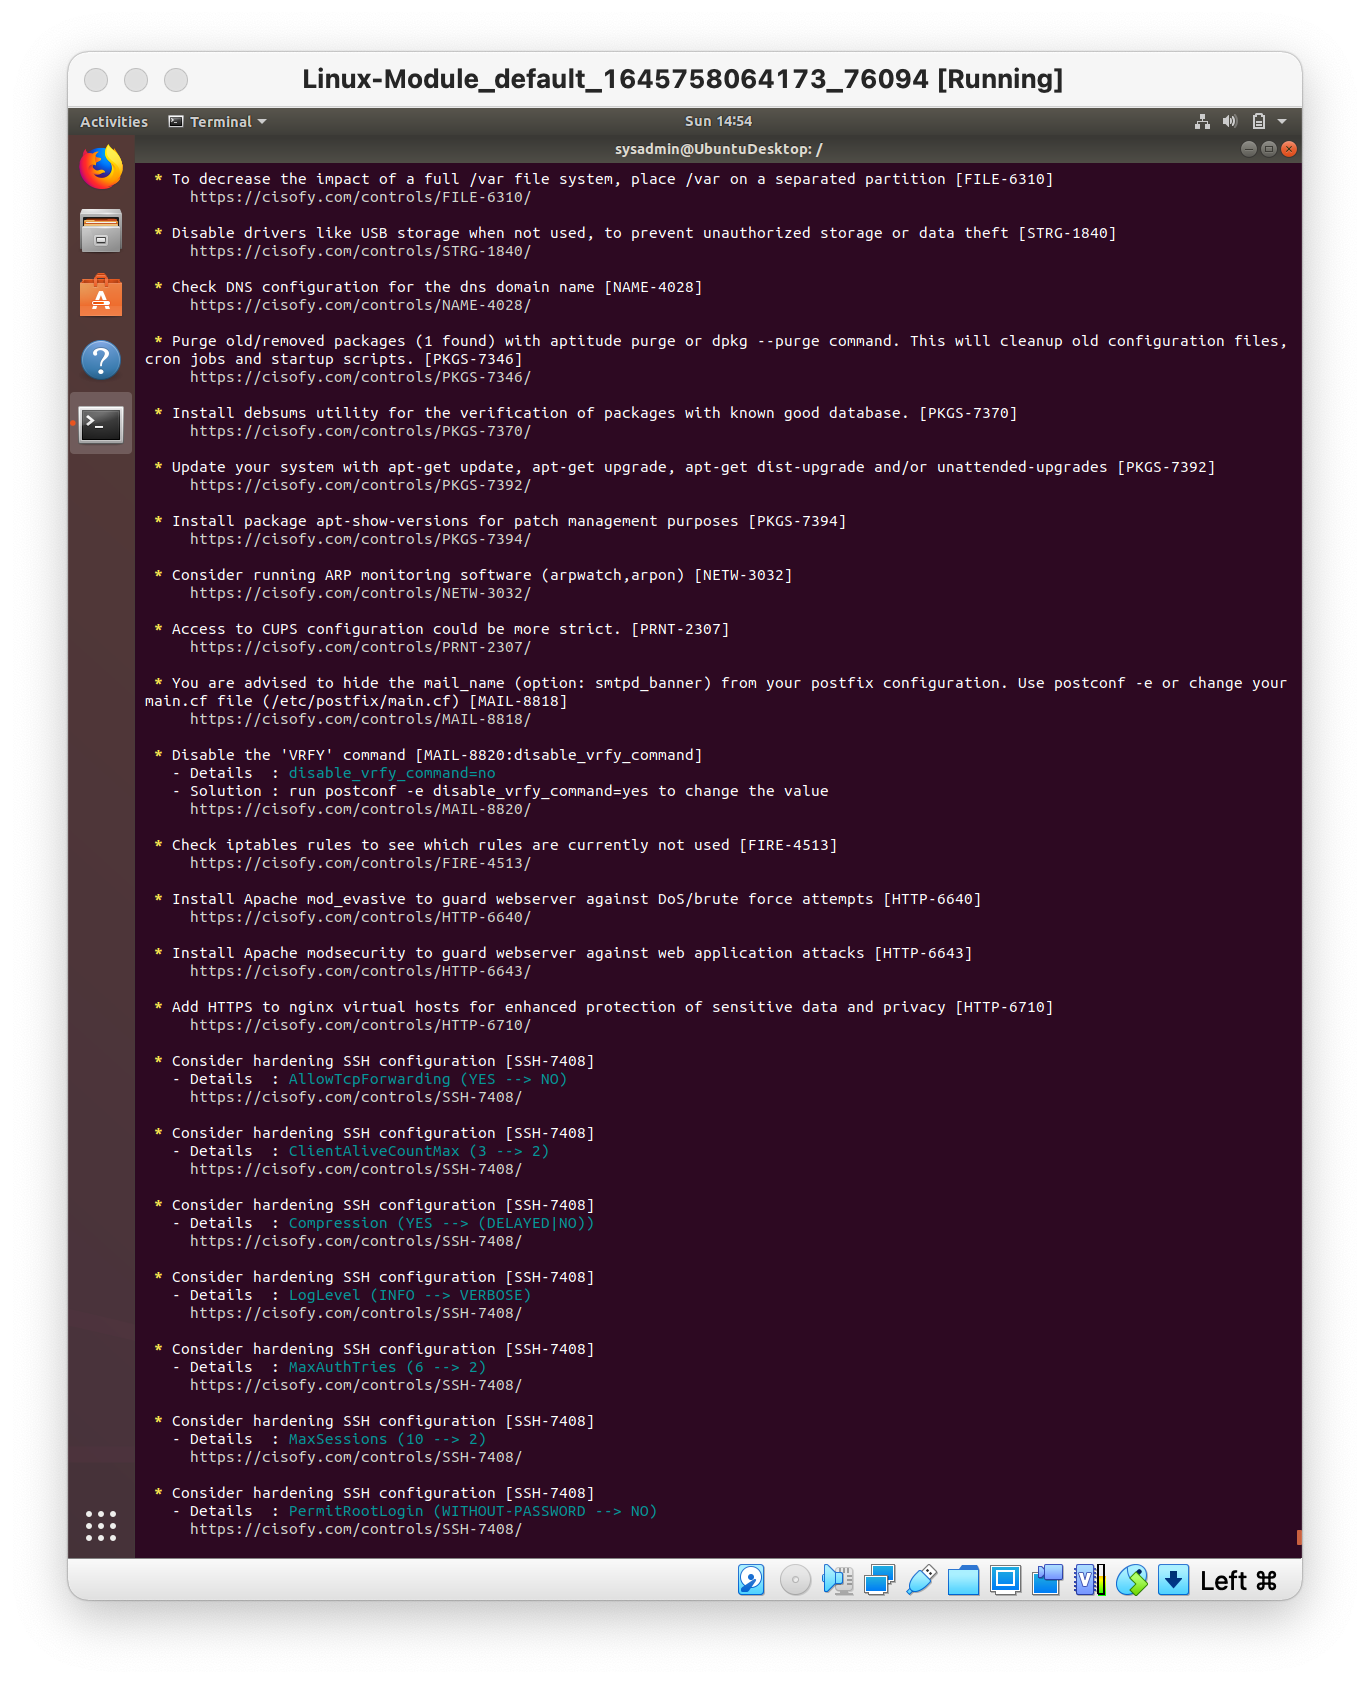 Linux-Module_default_1645758064173_76094 [Running]
Activities Terminal Sun 14:54
sysadmin@UbuntuDesktop: /
* To decrease the impact of a full /var file system, place /var on a separated partition [FILE-6310]
https://cisofy.com/controls/FILE-6310/
* Disable drivers like USB storage when not used, to prevent unauthorized storage or data theft [STRG-1840]
https://cisofy.com/controls/STRG-1840/
* Check DNS configuration for the dns domain name [NAME-4028]
https://cisofy.com/controls/NAME-4028/
* Purge old/removed packages (1 found) with aptitude purge or dpkg --purge command. This will cleanup old configuration files,
cron jobs and startup scripts. [PKGS-7346]
https://cisofy.com/controls/PKGS-7346/
* Install debsums utility for the verification of packages with known good database. [PKGS-7370]
https://cisofy.com/controls/PKGS-7370/
* Update your system with apt-get update, apt-get upgrade, apt-get dist-upgrade and/or unattended-upgrades [PKGS-7392]
https://cisofy.com/controls/PKGS-7392/
* Install package apt-show-versions for patch management purposes [PKGS-7394]
https://cisofy.com/controls/PKGS-7394/
* Consider running ARP monitoring software (arpwatch,arpon) [NETW-3032]
https://cisofy.com/controls/NETW-3032/
* Access to CUPS configuration could be more strict. [PRNT-2307]
https://cisofy.com/controls/PRNT-2307/
* You are advised to hide the mail_name (option: smtpd_banner) from your postfix configuration. Use postconf -e or change your
main.cf file (/etc/postfix/main.cf) [MAIL-8818]
https://cisofy.com/controls/MAIL-8818/
* Disable the 'VRFY' command [MAIL-8820:disable_vrfy_command]
- Details  : disable_vrfy_command=no
- Solution : run postconf -e disable_vrfy_command=yes to change the value
https://cisofy.com/controls/MAIL-8820/
* Check iptables rules to see which rules are currently not used [FIRE-4513]
https://cisofy.com/controls/FIRE-4513/
* Install Apache mod_evasive to guard webserver against DoS/brute force attempts [HTTP-6640]
https://cisofy.com/controls/HTTP-6640/
* Install Apache modsecurity to guard webserver against web application attacks [HTTP-6643]
https://cisofy.com/controls/HTTP-6643/
* Add HTTPS to nginx virtual hosts for enhanced protection of sensitive data and privacy [HTTP-6710]
https://cisofy.com/controls/HTTP-6710/
* Consider hardening SSH configuration [SSH-7408]
- Details  : AllowTcpForwarding (YES --> NO)
https://cisofy.com/controls/SSH-7408/
* Consider hardening SSH configuration [SSH-7408]
- Details  : ClientAliveCountMax (3 --> 2)
https://cisofy.com/controls/SSH-7408/
* Consider hardening SSH configuration [SSH-7408]
- Details  : Compression (YES --> (DELAYED|NO))
https://cisofy.com/controls/SSH-7408/
* Consider hardening SSH configuration [SSH-7408]
- Details  : LogLevel (INFO --> VERBOSE)
https://cisofy.com/controls/SSH-7408/
* Consider hardening SSH configuration [SSH-7408]
- Details  : MaxAuthTries (6 --> 2)
https://cisofy.com/controls/SSH-7408/
* Consider hardening SSH configuration [SSH-7408]
- Details  : MaxSessions (10 --> 2)
https://cisofy.com/controls/SSH-7408/
* Consider hardening SSH configuration [SSH-7408]
- Details  : PermitRootLogin (WITHOUT-PASSWORD --> NO)
https://cisofy.com/controls/SSH-7408/
Left ⌘